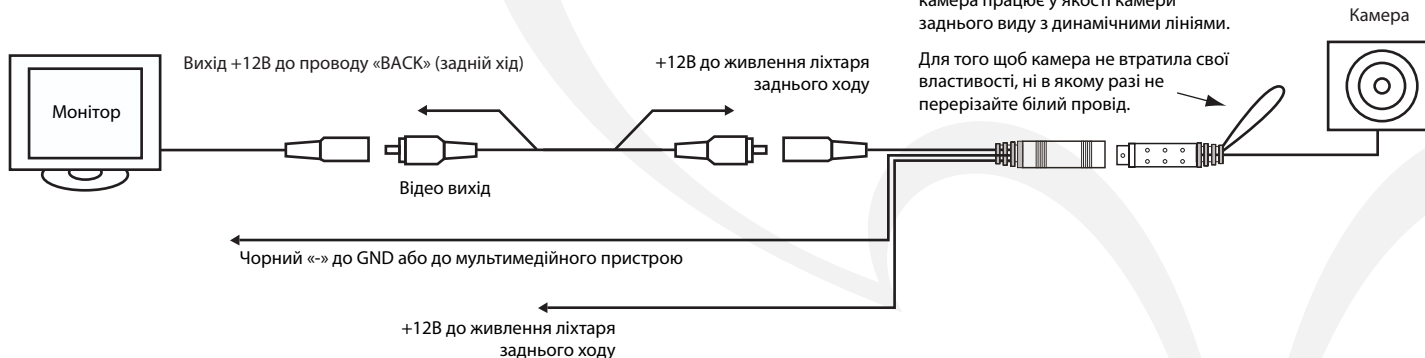 камера працює у якості камери
заднього виду з динамічними лініями.
Камера
Вихід +12В до проводу «BACK» (задній хід)
+12В до живлення ліхтаря
заднього ходу
Для того щоб камера не втратила свої
властивості, ні в якому разі не
перерізайте білий провід.
Монітор
Відео вихід
Чорний «-» до GND або до мультимедійного пристрою
+12В до живлення ліхтаря
заднього ходу